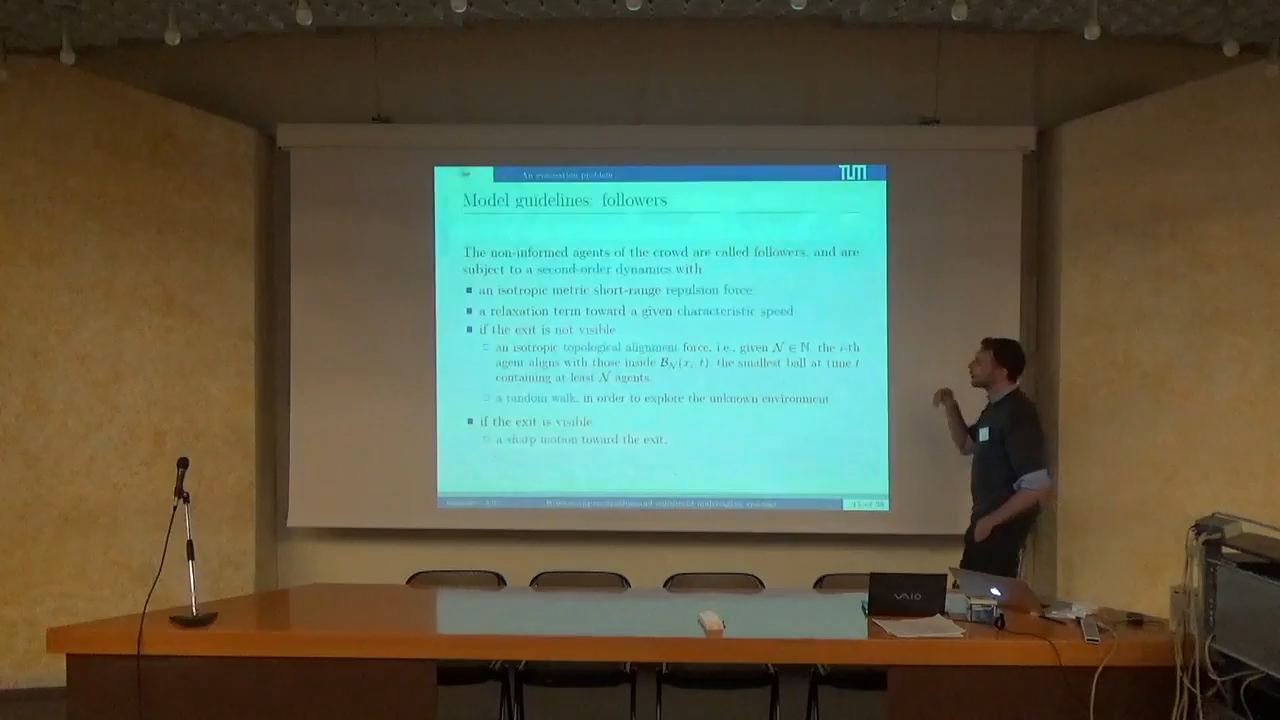 An evacuation problem
TUM
Model guidelines: followers
The non-informed agents of the crowd are called followers, and are
subject to a second-order dynamics with
an isotropic metric short-range repulsion force
a relaxation term toward a given characteristic speed
if the exit is not visible
an isotropic topological alignment force, i.e., given 𝒩 ∈ ℕ, the i-th
agent aligns with those inside ℬ_𝒩(x, t), the smallest ball at time t
containing at least 𝒩 agents.
a random walk, in order to explore the unknown environment
if the exit is visible
a sharp motion toward the exit.
VAIO